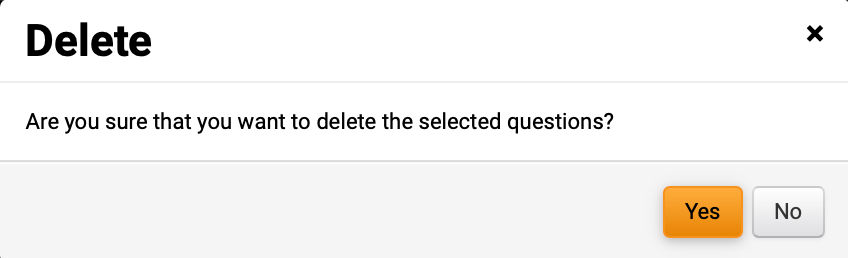 Delete
Are you sure that you want to delete the selected questions?
Yes No